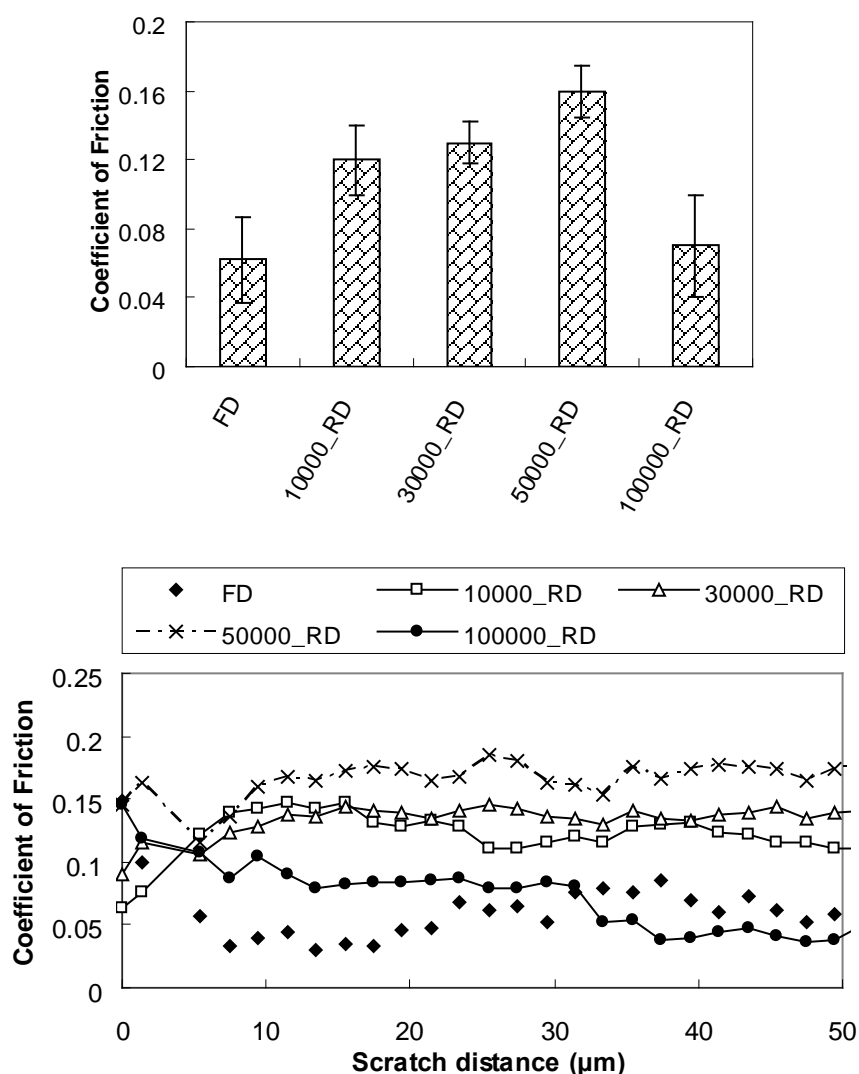 0.2
0.16
0.12
0.08
0.04
0
Coefficient of Friction
FD
10000_RD
30000_RD
50000_RD
100000_RD
FD 10000_RD 30000_RD
50000_RD 100000_RD
0.25
0.2
0.15
0.1
0.05
0
Coefficient of Friction
0 10 20 30 40 50
Scratch distance (μm)